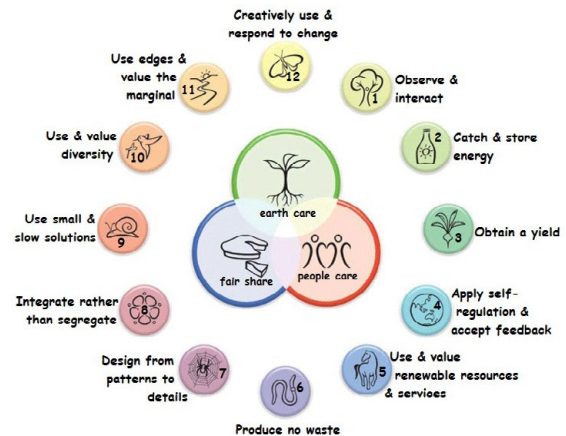 Creatively use &
respond to change
12
Observe &
interact
1
Catch & store
energy
2
Obtain a yield
3
Apply self-
regulation &
accept feedback
4
Use & value
renewable resources
& services
5
Produce no waste
6
Design from
patterns to
details
7
Integrate rather
than segregate
8
Use small &
slow solutions
9
Use & value
diversity
10
Use edges &
value the
marginal
11
earth care
fair share
people care